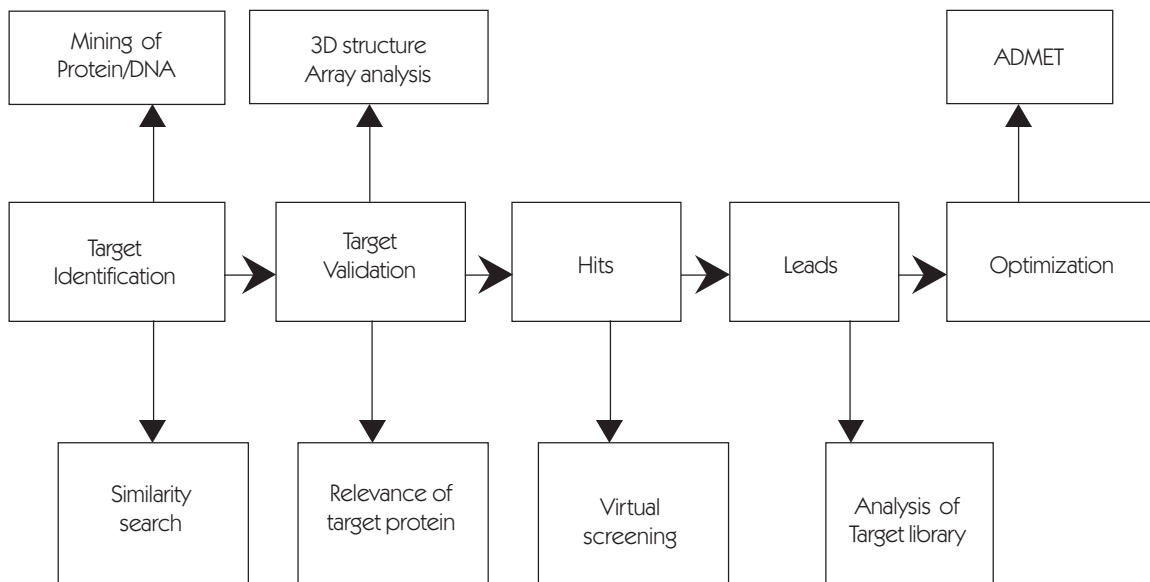 Mining of
Protein/DNA
3D structure
Array analysis
ADMET
Target
Identification
Target
Validation
Hits
Leads
Optimization
Similarity
search
Relevance of
target protein
Virtual
screening
Analysis of
Target library